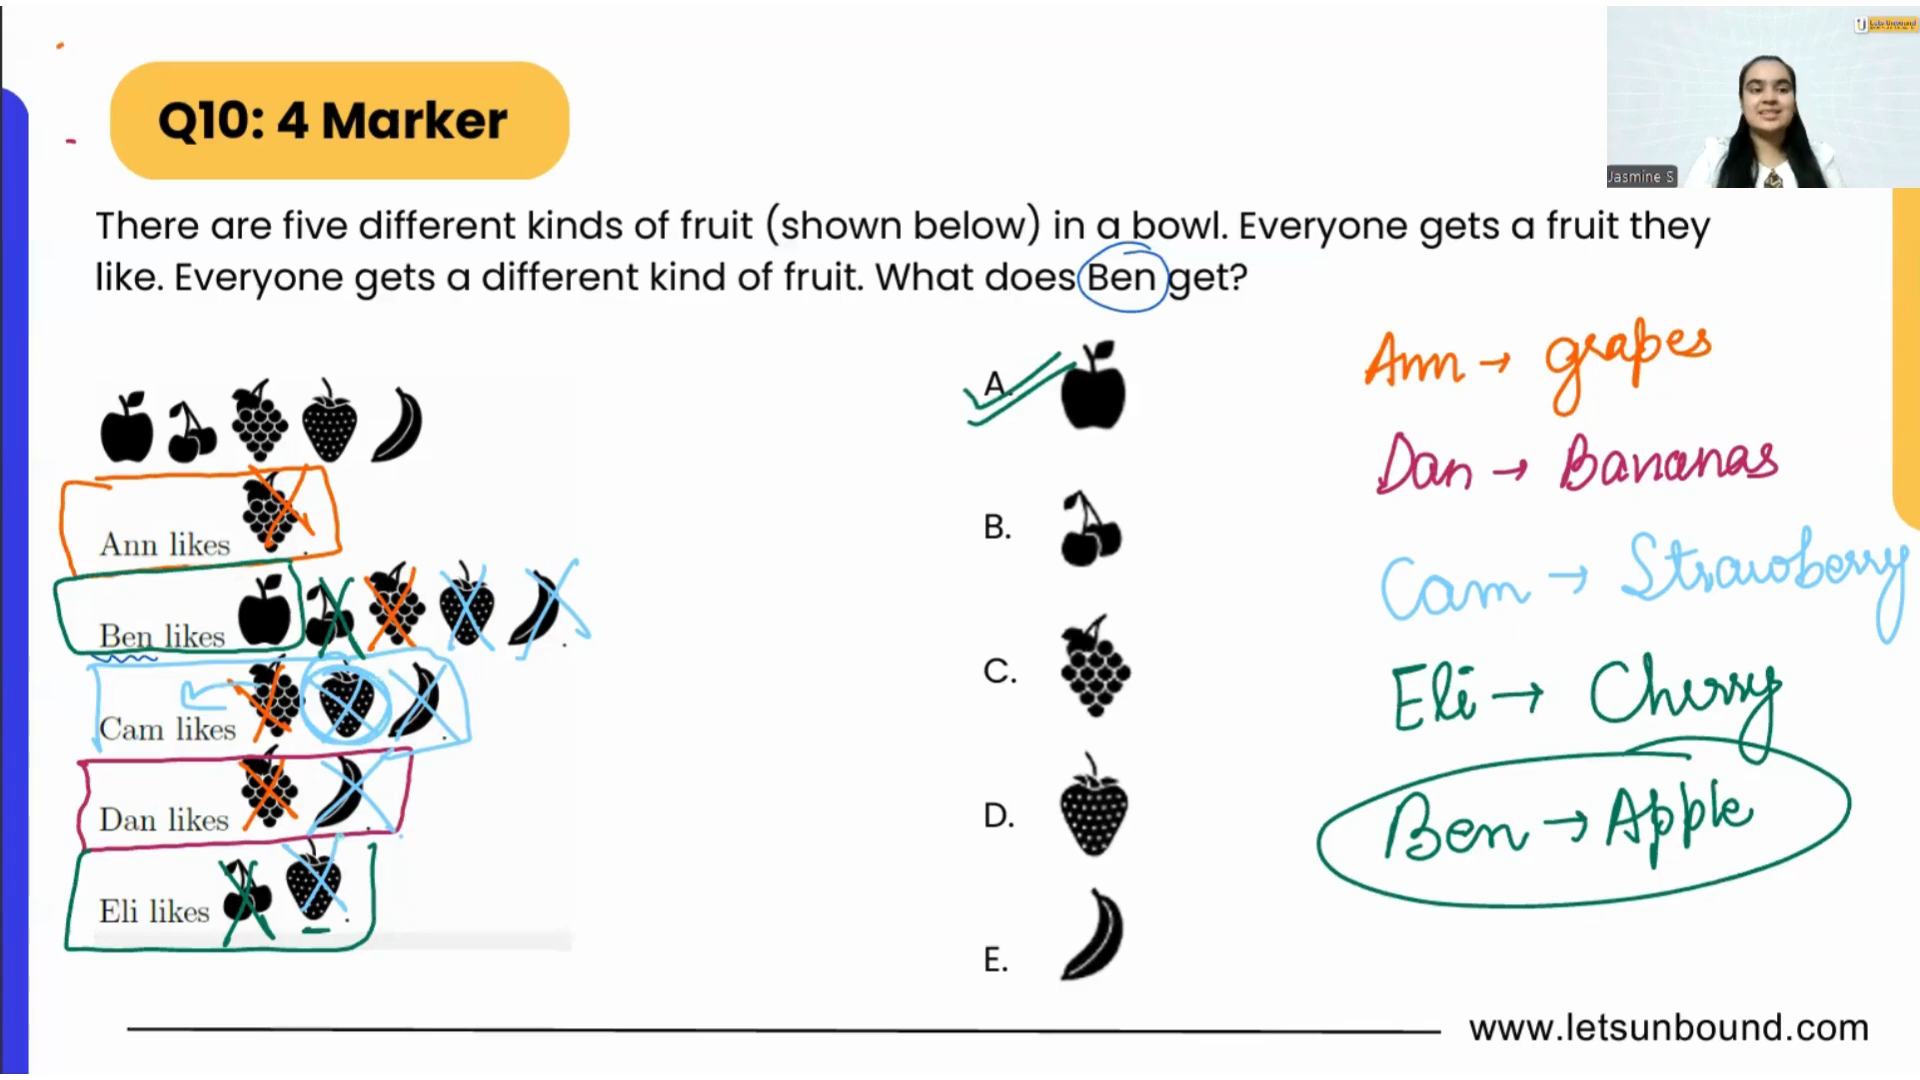 Q10: 4 Marker
There are five different kinds of fruit (shown below) in a bowl. Everyone gets a fruit they
like. Everyone gets a different kind of fruit. What does Ben get?
Ann likes .
Ben likes .
Cam likes .
Dan likes .
Eli likes .
A.
B.
C.
D.
E.
Ann → grapes
Dan → Bananas
Cam → Strawberry
Eli → Cherry
Ben → Apple
Jasmine S
www.letsunbound.com